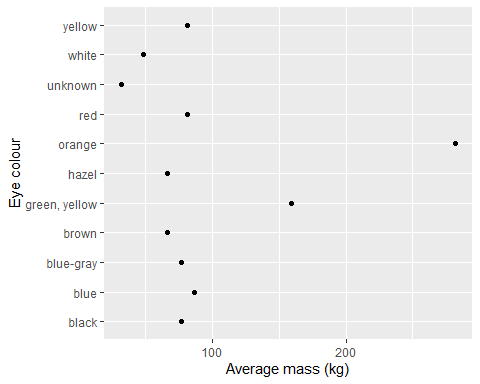 Eye colour
yellow
white
unknown
red
orange
hazel
green, yellow
brown
blue-gray
blue
black
100 200
Average mass (kg)